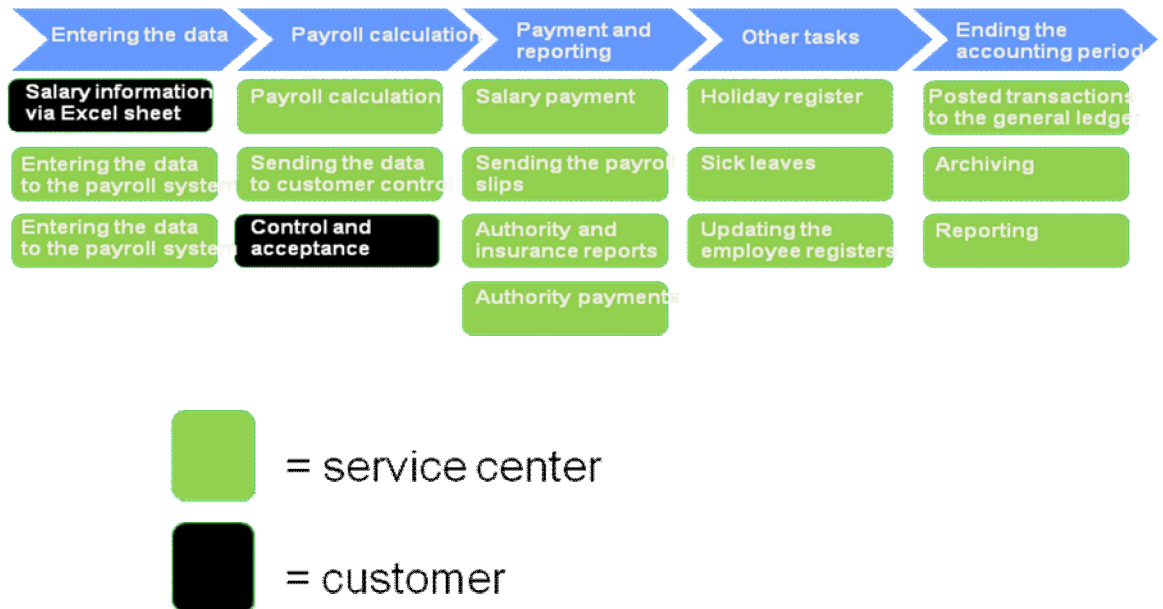 Entering the data
Payroll calculation
Payment and
reporting
Other tasks
Ending the
accounting period
Salary information
via Excel sheet
Entering the data
to the payroll system
Entering the data
to the payroll system
Payroll calculation
Sending the data
to customer control
Control and
acceptance
Salary payment
Sending the payroll
slips
Authority and
insurance reports
Authority payments
Holiday register
Sick leaves
Updating the
employee registers
Posted transactions
to the general ledger
Archiving
Reporting
= service center
= customer